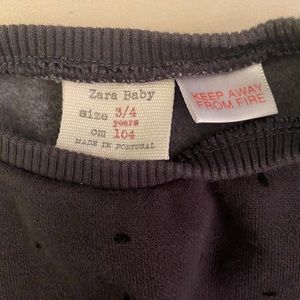 Zara Baby
size 3/4
years
cm 104
MADE IN PORTUGAL
KEEP AWAY
FROM FIRE